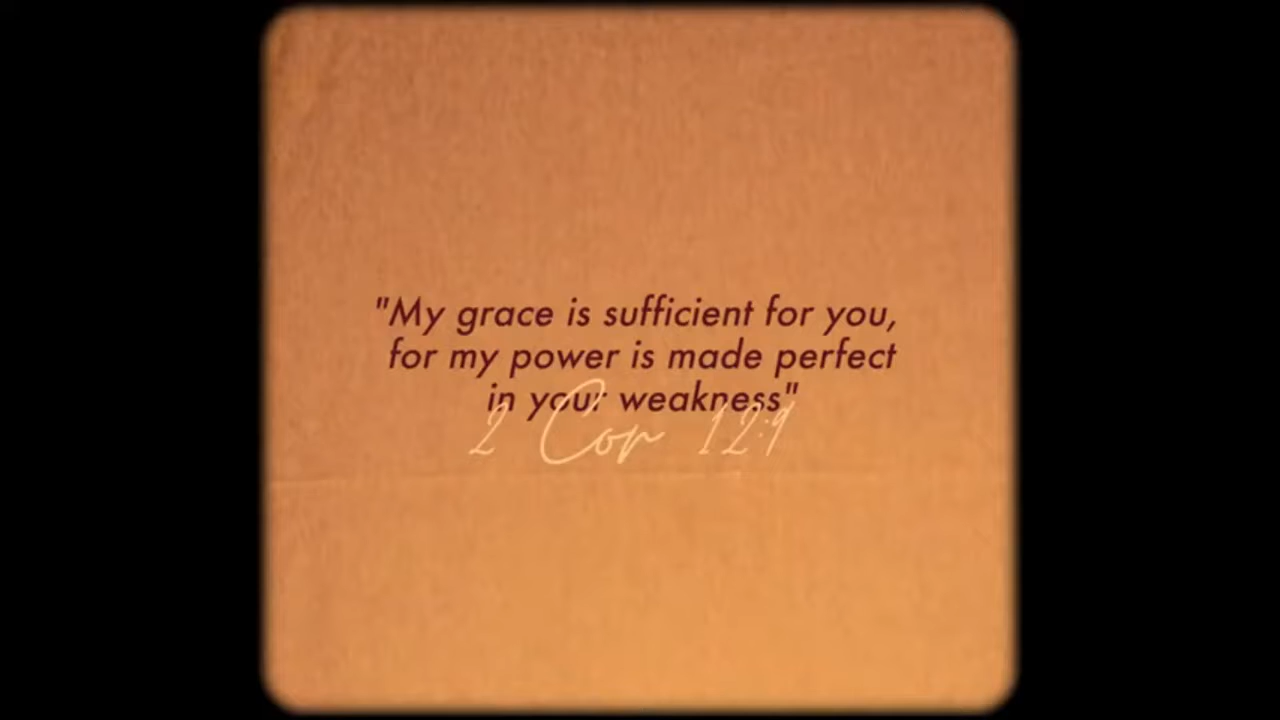 "My grace is sufficient for you,
for my power is made perfect
in your weakness"
2 Cor 12:9